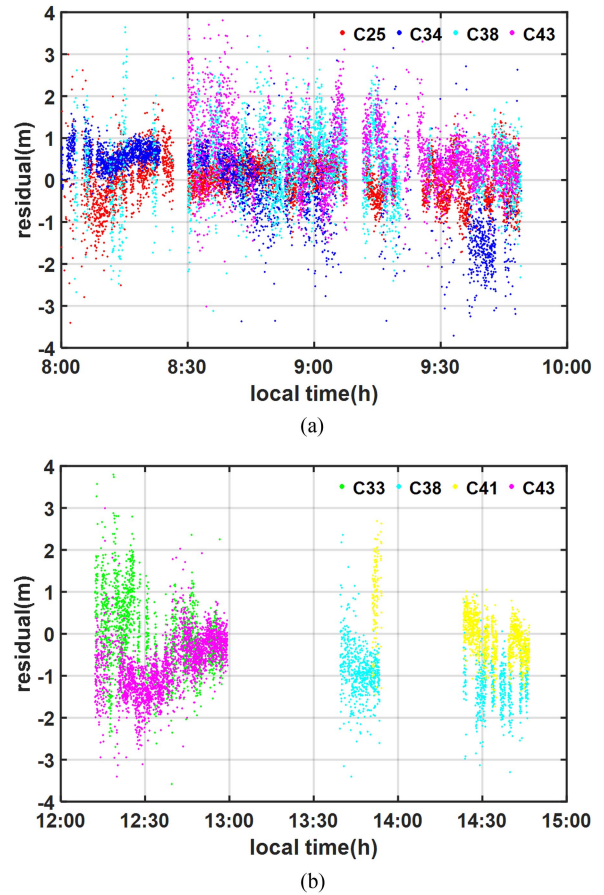 4
C25 C34 C38 C43
3
2
1
0
-1
-2
-3
-4
residual(m)
8:00 8:30 9:00 9:30 10:00
local time(h)
(a)
4
C33 C38 C41 C43
3
2
1
0
-1
-2
-3
-4
residual(m)
12:00 12:30 13:00 13:30 14:00 14:30 15:00
local time(h)
(b)